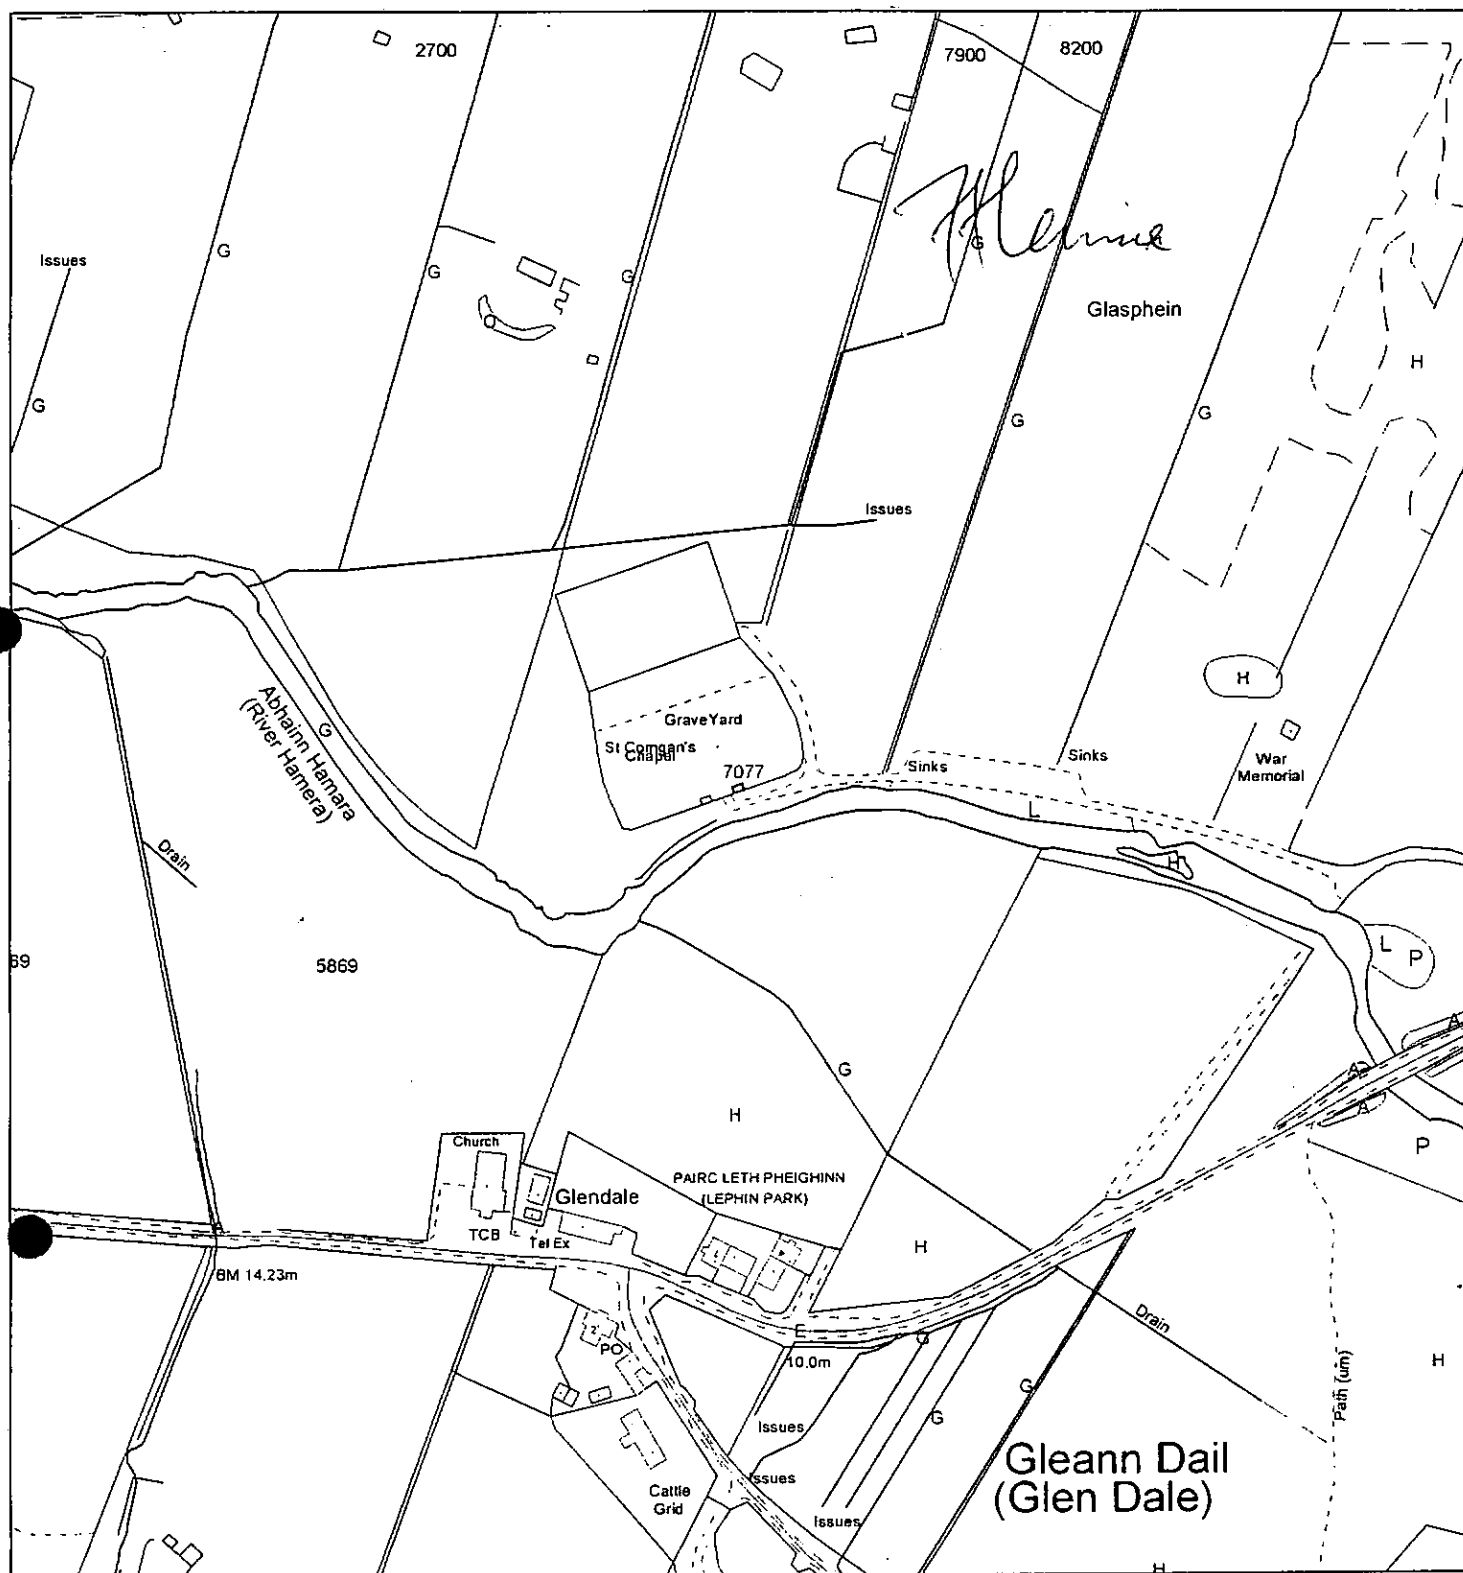 2700
7900
8200
Issues
G
G
G
G
Glasphein
H
G
G
G
Issues
H
GraveYard
St Comgan's
Chapel
7077
Sinks
Sinks
War
Memorial
Abhainn Hamara
(River Hamera)
G
L
H
Drain
69
5869
L
P
A
G
A
A
H
P
Church
Glendale
PAIRC LETH PHEIGHINN
(LEPHIN PARK)
TCB
Tel Ex
H
BM 14.23m
Drain
E
PO
10.0m
G
H
Path (um)
G
G
Issues
Gleann Dail
(Glen Dale)
Issues
Cattle
Grid
Issues
H